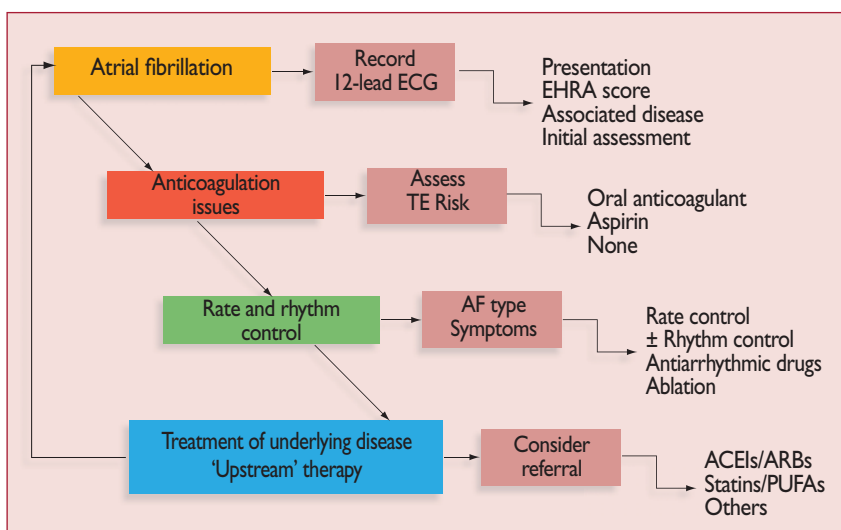 Atrial fibrillation
Record
12-lead ECG
Presentation
EHRA score
Associated disease
Initial assessment
Anticoagulation
issues
Assess
TE Risk
Oral anticoagulant
Aspirin
None
Rate and rhythm
control
AF type
Symptoms
Rate control
± Rhythm control
Antiarrhythmic drugs
Ablation
Treatment of underlying disease
‘Upstream’ therapy
Consider
referral
ACEIs/ARBs
Statins/PUFAs
Others